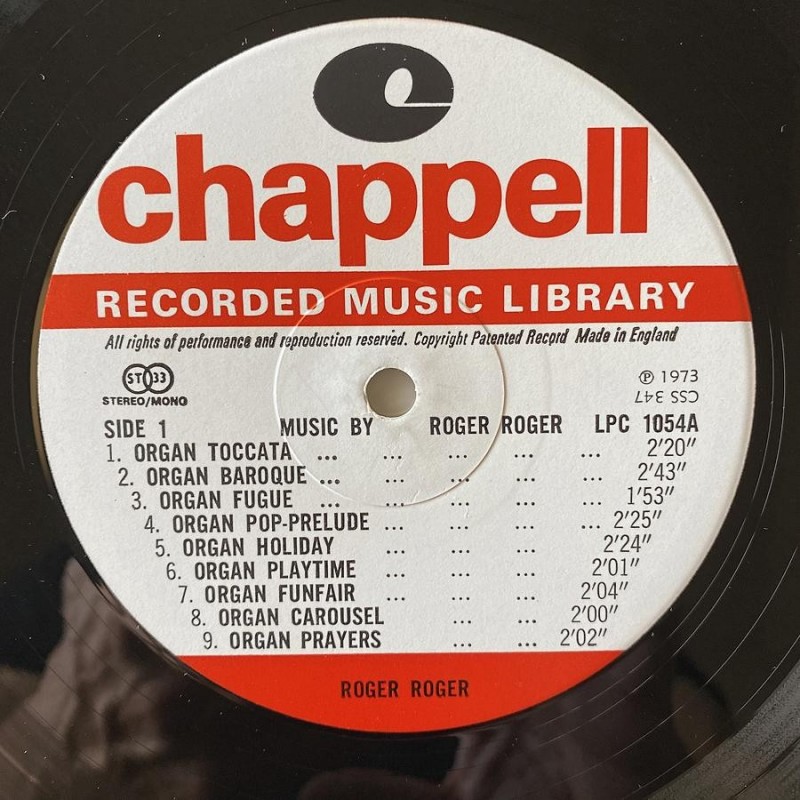 chappell
RECORDED MUSIC LIBRARY
All rights of performance and reproduction reserved. Copyright Patented Record Made in England
ST 33
STEREO/MONO
℗ 1973
CSS 347
SIDE 1 MUSIC BY ROGER ROGER LPC 1054A
1. ORGAN TOCCATA ... ... ... ... ... 2'20"
2. ORGAN BAROQUE ... ... ... ... ... 2'43"
3. ORGAN FUGUE ... ... ... ... ... 1'53"
4. ORGAN POP-PRELUDE ... ... ... ... 2'25"
5. ORGAN HOLIDAY ... ... ... 2'24"
6. ORGAN PLAYTIME ... ... ... 2'01"
7. ORGAN FUNFAIR ... ... ... 2'04"
8. ORGAN CAROUSEL ... ... 2'00"
9. ORGAN PRAYERS ... ... 2'02"
ROGER ROGER